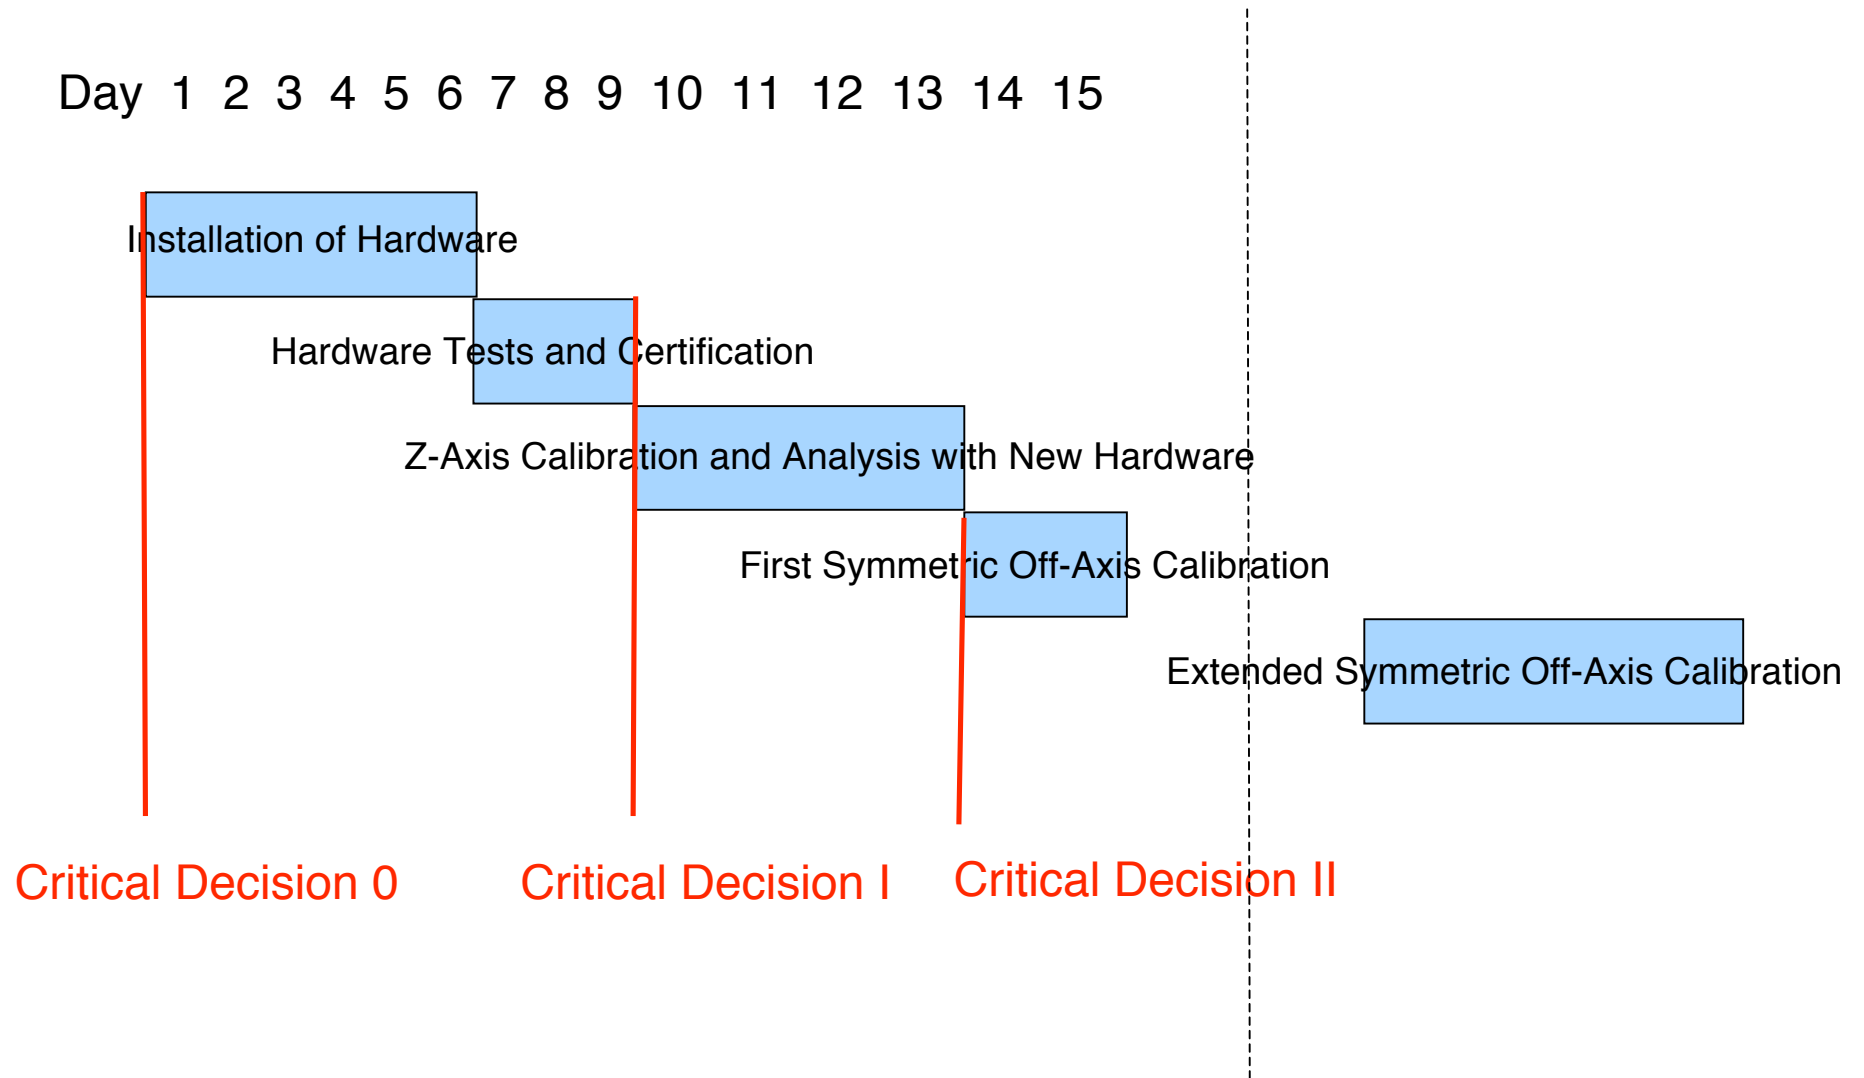 Day 1 2 3 4 5 6 7 8 9 10 11 12 13 14 15
Installation of Hardware
Hardware Tests and Certification
Z-Axis Calibration and Analysis with New Hardware
First Symmetric Off-Axis Calibration
Extended Symmetric Off-Axis Calibration
Critical Decision 0
Critical Decision I
Critical Decision II